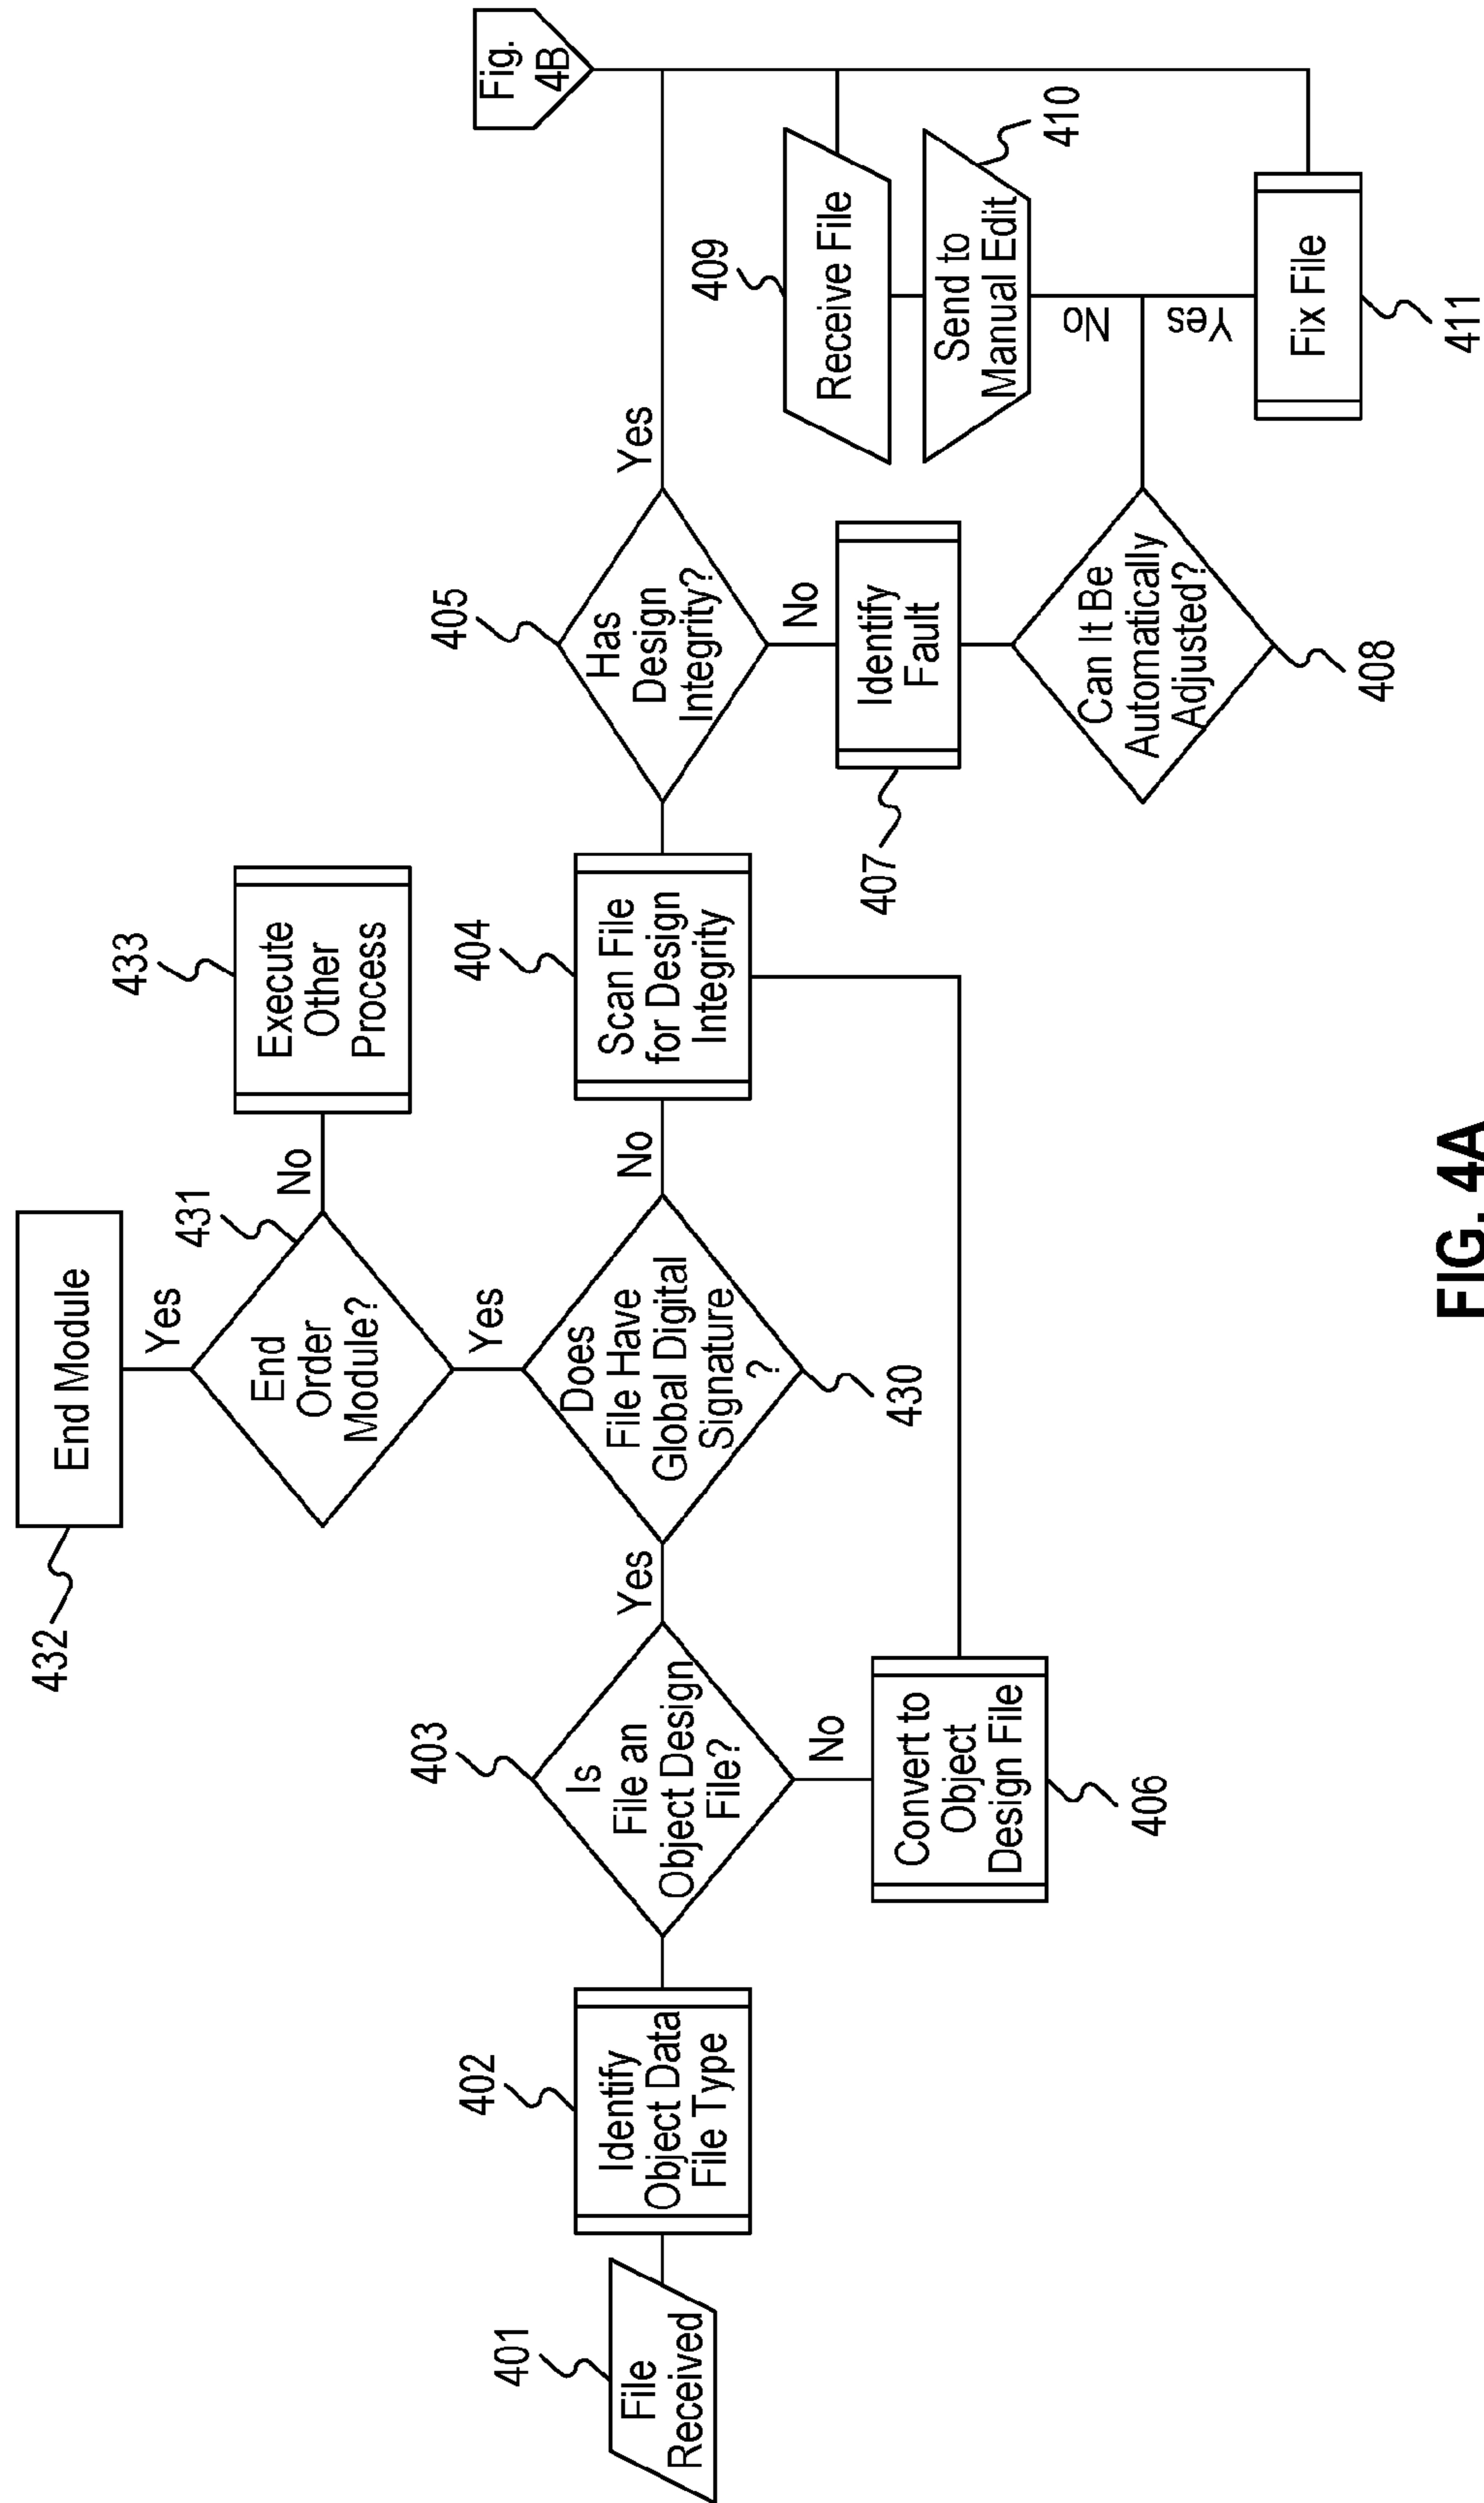 401
File
Received
402
Identify
Object Data
File Type
403
Is
File an
Object Design
File?
No
Convert to
Object
Design File
406
Yes
432
End Module
Yes
End
Order
Module?
431
No
433
Execute
Other
Process
Yes
Does
File Have
Global Digital
Signature
?
430
No
404
Scan File
for Design
Integrity
405
Has
Design
Integrity?
Yes
No
407
Identify
Fault
Can It Be
Automatically
Adjusted?
408
Fig.
4B
409
Receive File
Send to
Manual Edit
410
No
Yes
Fix File
411
FIG. 4A